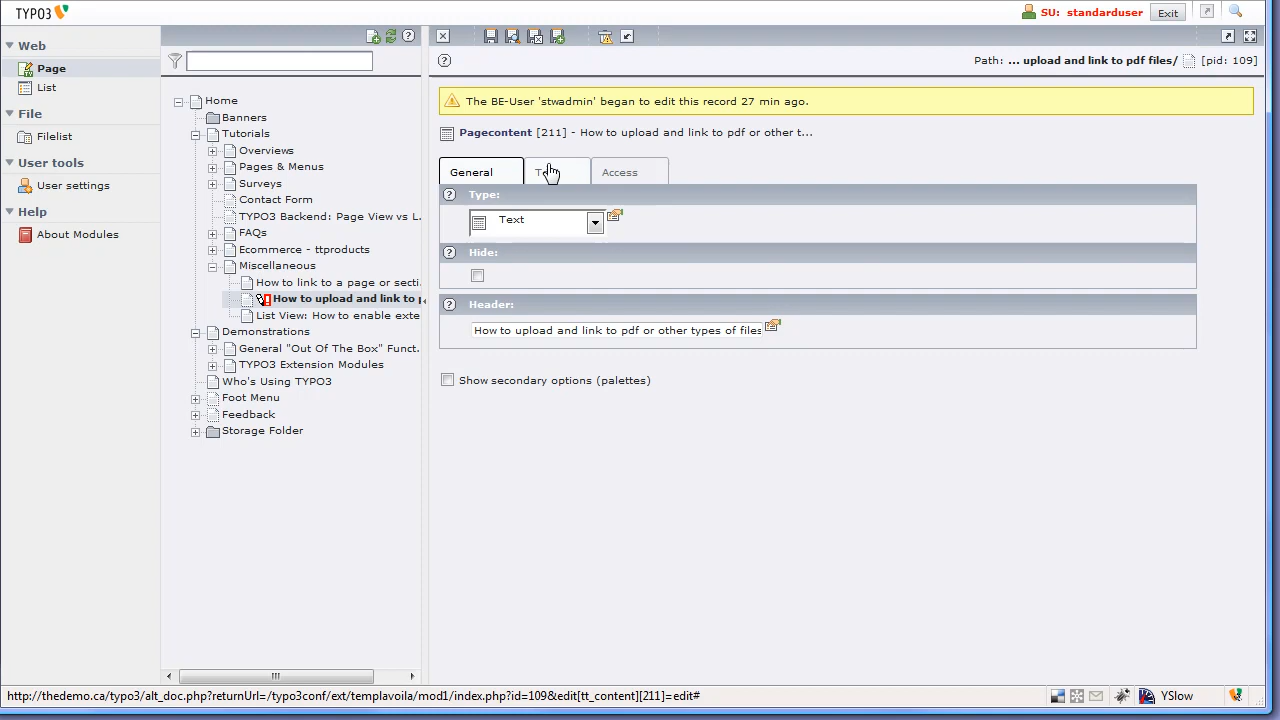 TYPO3
SU: standarduser
Exit
Web
Page
List
File
Filelist
User tools
User settings
Help
About Modules
Home
Banners
Tutorials
Overviews
Pages & Menus
Surveys
Contact Form
TYPO3 Backend: Page View vs L.
FAQs
Ecommerce - ttproducts
Miscellaneous
How to link to a page or secti.
How to upload and link to p
List View: How to enable exte
Demonstrations
General "Out Of The Box" Funct.
TYPO3 Extension Modules
Who's Using TYPO3
Foot Menu
Feedback
Storage Folder
Path: ... upload and link to pdf files/ [pid: 109]
The BE-User 'stwadmin' began to edit this record 27 min ago.
Pagecontent [211] - How to upload and link to pdf or other t...
General
Access
Type:
Text
Hide:
Header:
How to upload and link to pdf or other types of files
Show secondary options (palettes)
http://thedemo.ca/typo3/alt_doc.php?returnUrl=/typo3conf/ext/templavoila/mod1/index.php?id=109&edit[tt_content][211]=edit#
YSlow